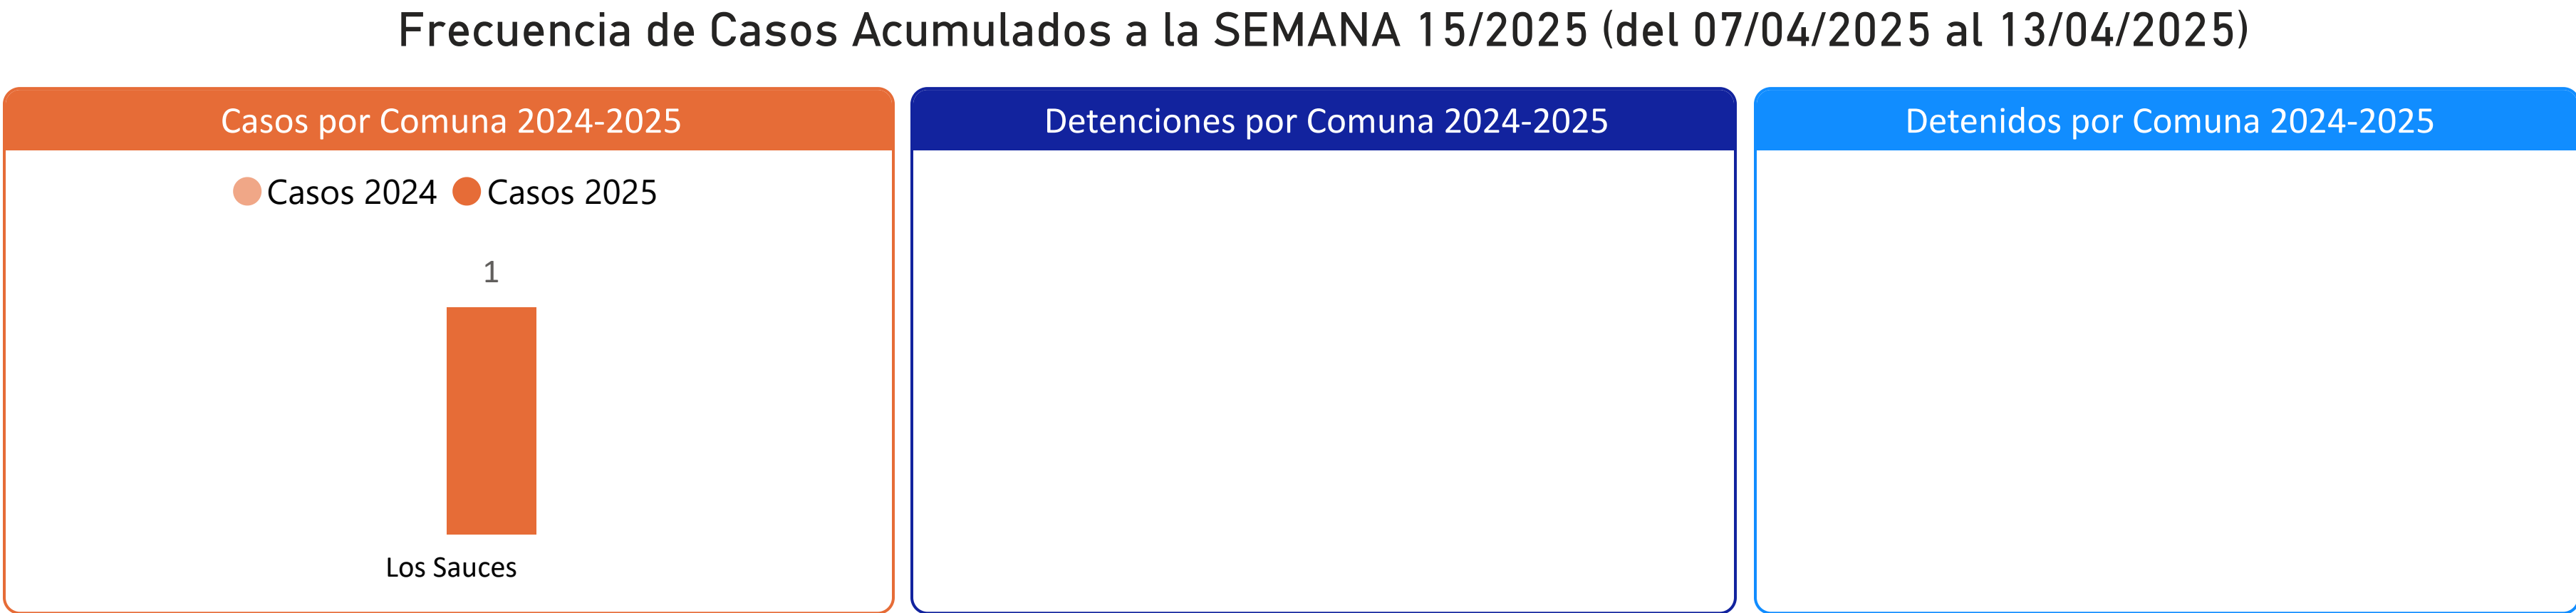 Frecuencia de Casos Acumulados a la SEMANA 15/2025 (del 07/04/2025 al 13/04/2025)
Casos por Comuna 2024-2025
Casos 2024 Casos 2025
1
Los Sauces
Detenciones por Comuna 2024-2025
Detenidos por Comuna 2024-2025